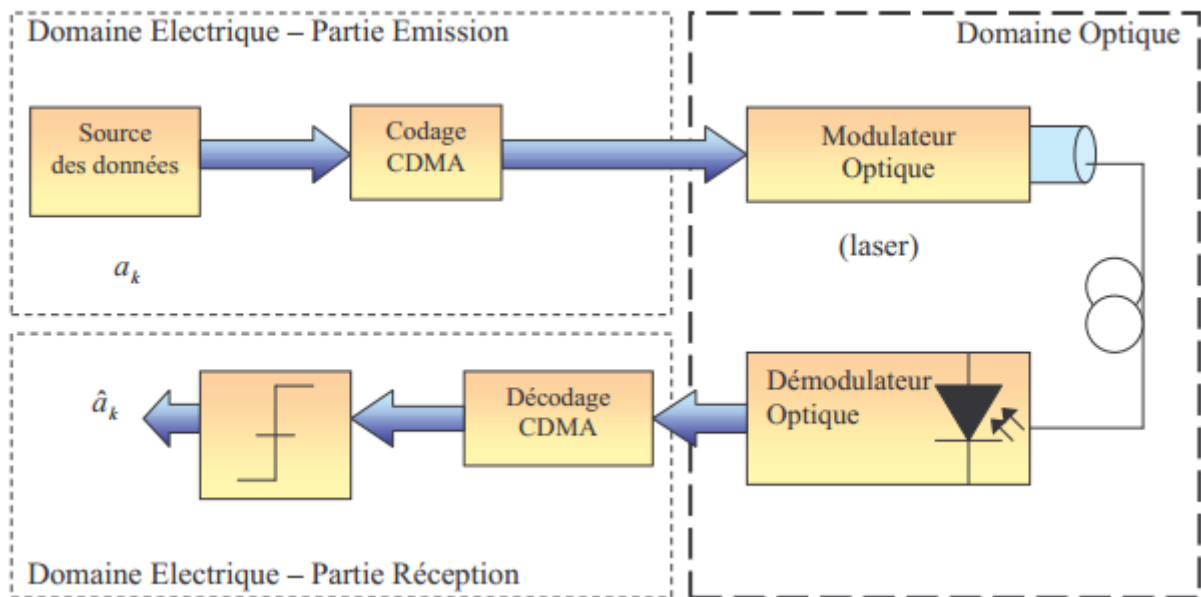 Domaine Electrique – Partie Emission
Domaine Optique
Source
des données
Codage
CDMA
Modulateur
Optique
a_k
(laser)
Démodulateur
Optique
Décodage
CDMA
â_k
Domaine Electrique – Partie Réception